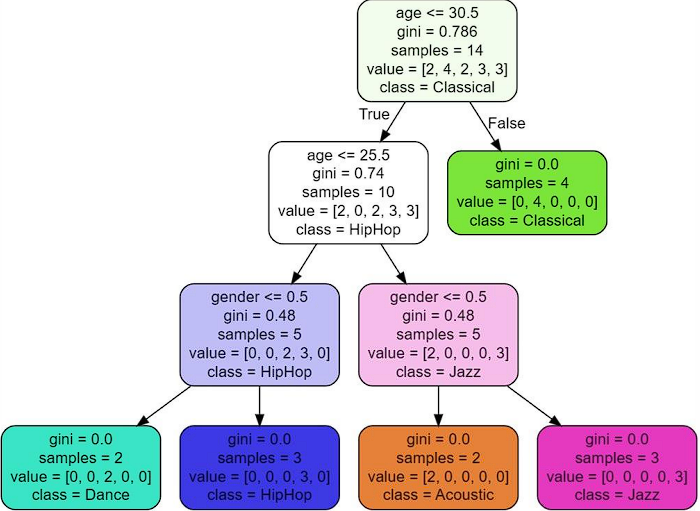 age <= 30.5
gini = 0.786
samples = 14
value = [2, 4, 2, 3, 3]
class = Classical
True
False
age <= 25.5
gini = 0.74
samples = 10
value = [2, 0, 2, 3, 3]
class = HipHop
gini = 0.0
samples = 4
value = [0, 4, 0, 0, 0]
class = Classical
gender <= 0.5
gini = 0.48
samples = 5
value = [0, 0, 2, 3, 0]
class = HipHop
gender <= 0.5
gini = 0.48
samples = 5
value = [2, 0, 0, 0, 3]
class = Jazz
gini = 0.0
samples = 2
value = [0, 0, 2, 0, 0]
class = Dance
gini = 0.0
samples = 3
value = [0, 0, 0, 3, 0]
class = HipHop
gini = 0.0
samples = 2
value = [2, 0, 0, 0, 0]
class = Acoustic
gini = 0.0
samples = 3
value = [0, 0, 0, 0, 3]
class = Jazz